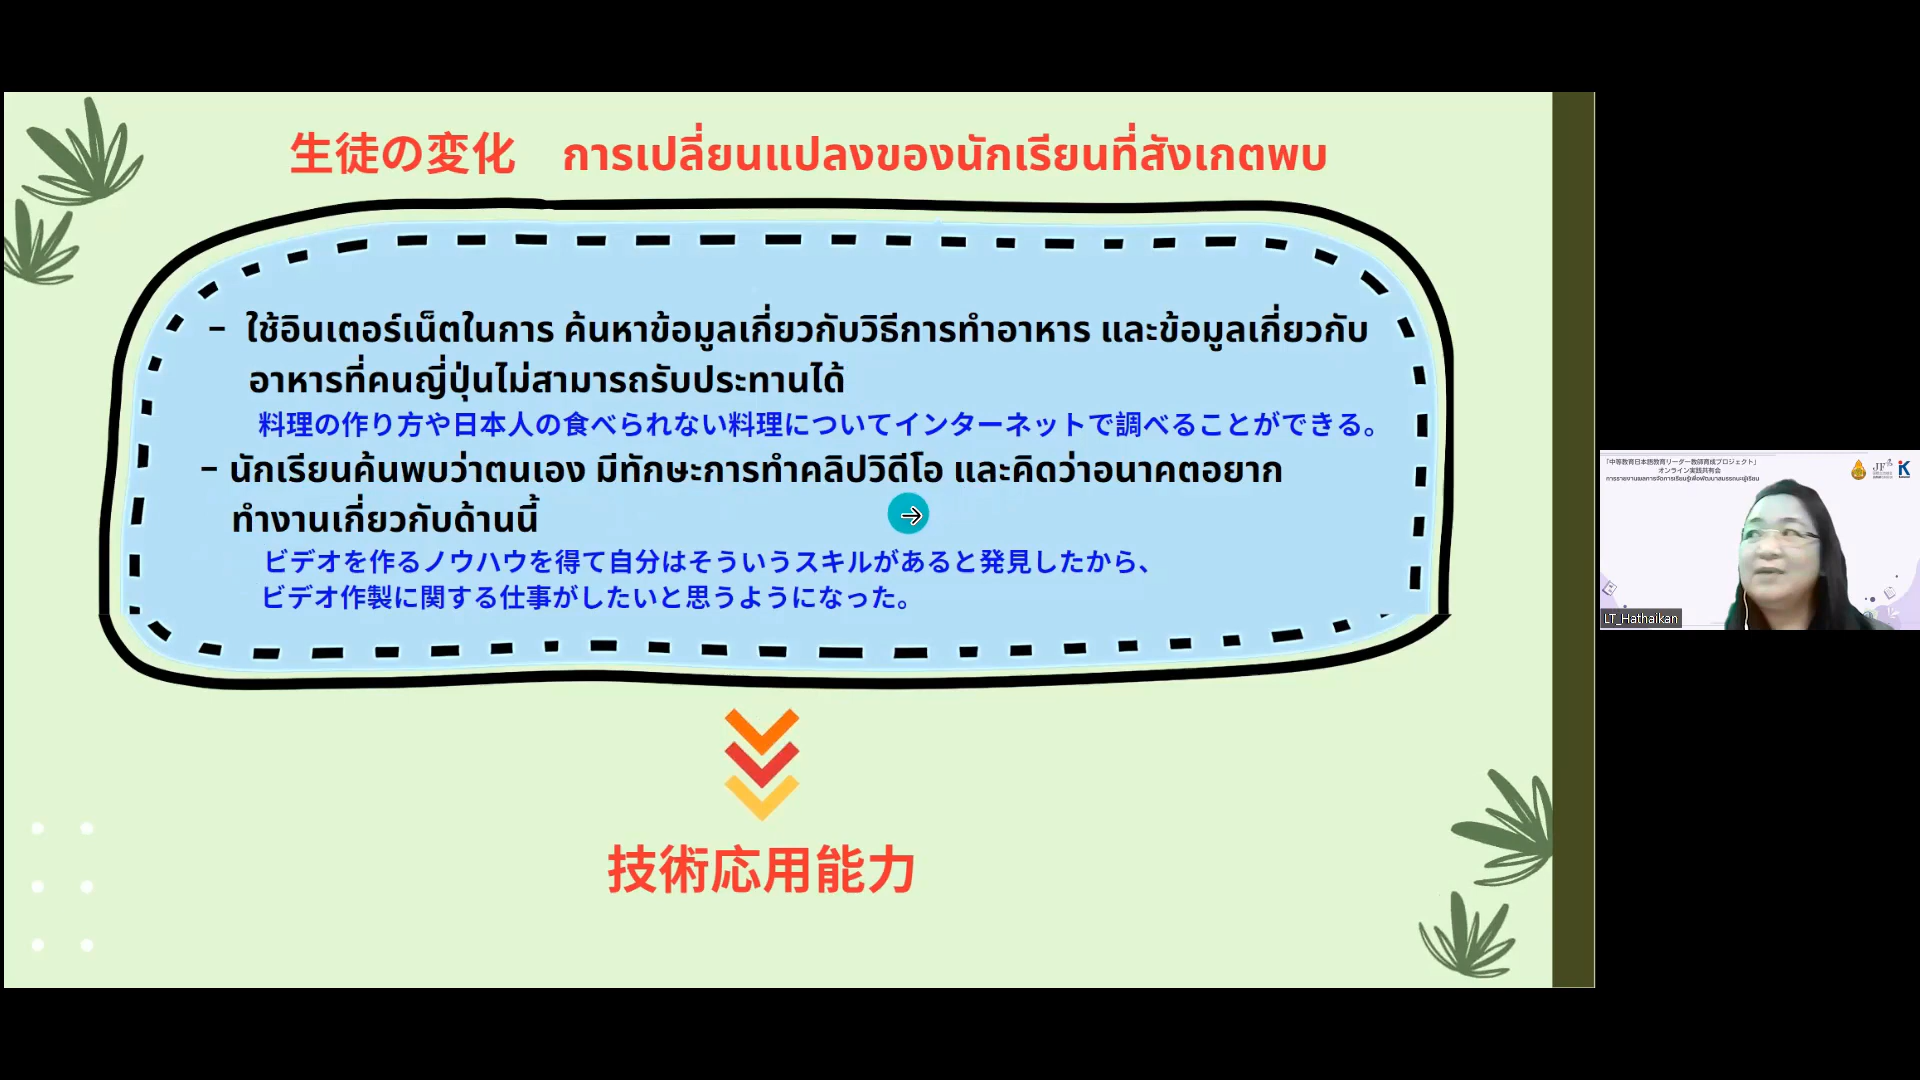 生徒の変化 การเปลี่ยนแปลงของนักเรียนที่สังเกตพบ
- ใช้อินเตอร์เน็ตในการ ค้นหาข้อมูลเกี่ยวกับวิธีการทำอาหาร และข้อมูลเกี่ยวกับ
อาหารที่คนญี่ปุ่นไม่สามารถรับประทานได้
料理の作り方や日本人の食べられない料理についてインターネットで調べることができる。
- นักเรียนค้นพบว่าตนเอง มีทักษะการทำคลิปวิดีโอ และคิดว่าอนาคตอยาก
ทำงานเกี่ยวกับด้านนี้
ビデオを作るノウハウを得て自分はそういうスキルがあると発見したから、
ビデオ作製に関する仕事がしたいと思うようになった。
技術応用能力
「中等教育日本語教育リーダー教師育成プロジェクト」
オンライン実践共有会
การรายงานผลการจัดการเรียนรู้เพื่อพัฒนาสมรรถนะผู้เรียน
JF
LT_Hathaikan